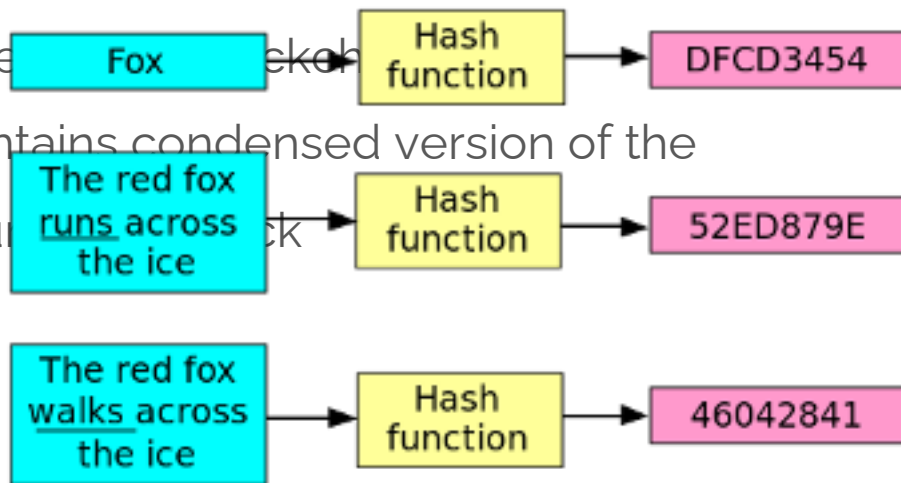 Fox
Hash
function
DFCD3454
ntains condensed version of the
The red fox
runs across
the ice
Hash
function
52ED879E
The red fox
walks across
the ice
Hash
function
46042841